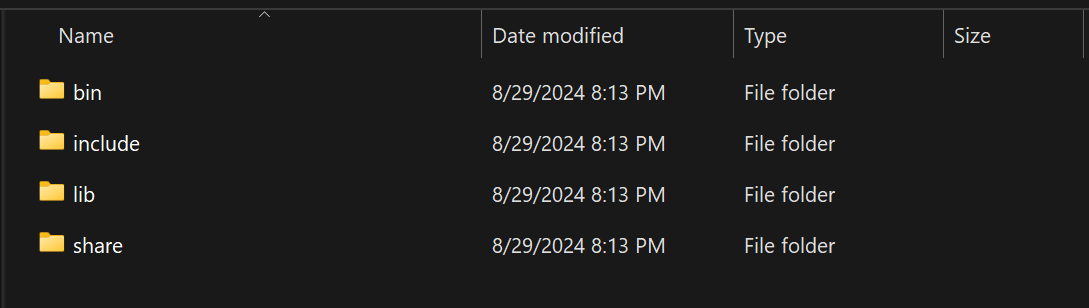 Name Date modified Type Size
bin 8/29/2024 8:13 PM File folder
include 8/29/2024 8:13 PM File folder
lib 8/29/2024 8:13 PM File folder
share 8/29/2024 8:13 PM File folder